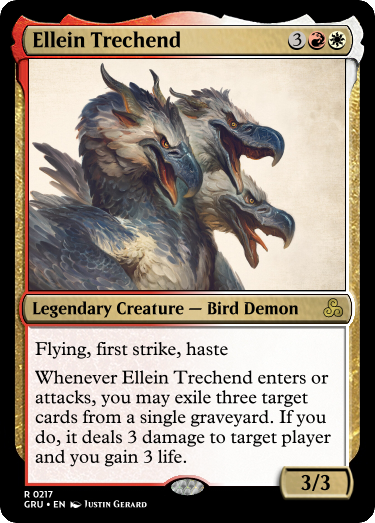 Ellein Trechend 3
Legendary Creature — Bird Demon
Flying, first strike, haste
Whenever Ellein Trechend enters or
attacks, you may exile three target
cards from a single graveyard. If you
do, it deals 3 damage to target player
and you gain 3 life.
3/3
R 0217
GRU • EN Justin Gerard